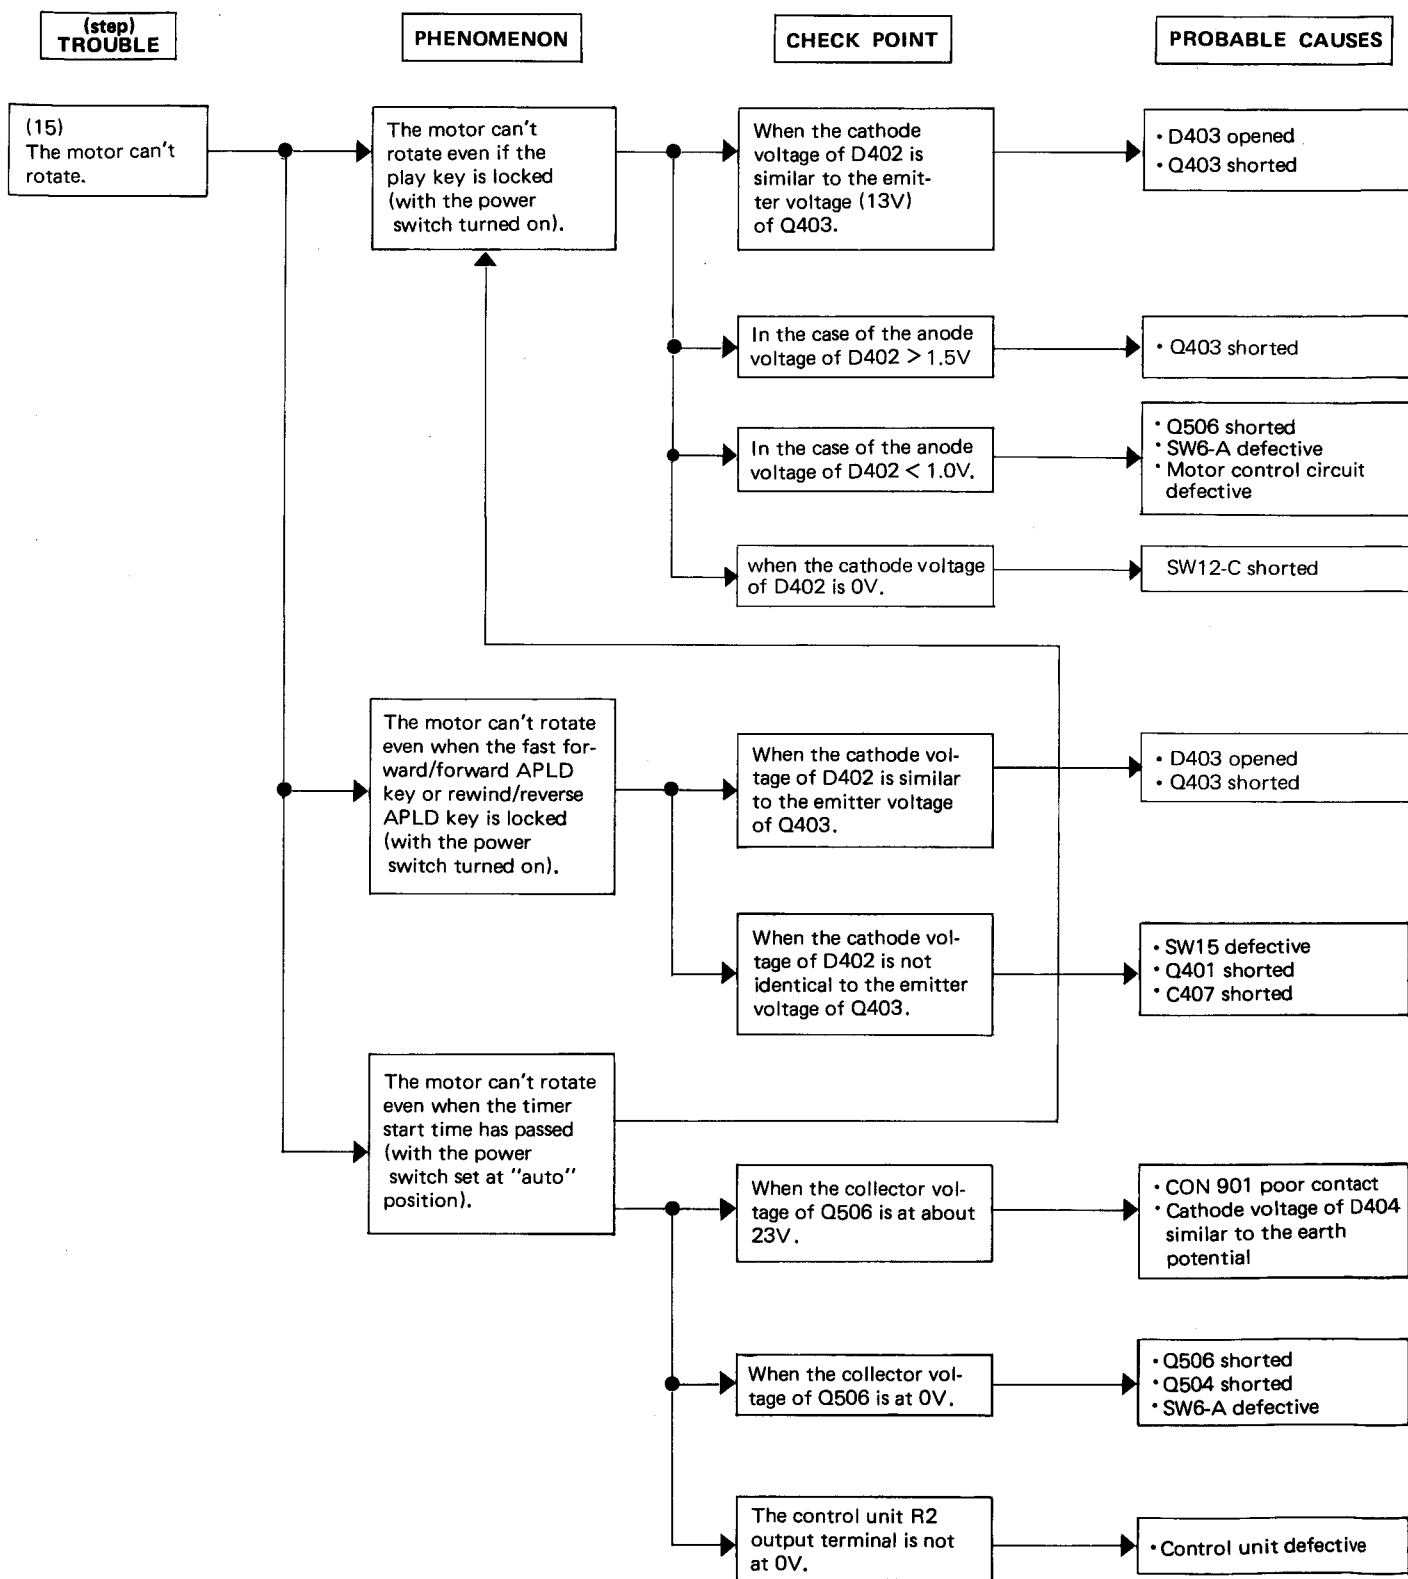 (step)
TROUBLE
PHENOMENON
CHECK POINT
PROBABLE CAUSES
(15)
The motor can't
rotate.
The motor can't
rotate even if the
play key is locked
(with the power
switch turned on).
When the cathode
voltage of D402 is
similar to the emit-
ter voltage (13V)
of Q403.
• D403 opened
• Q403 shorted
In the case of the anode
voltage of D402 > 1.5V
• Q403 shorted
In the case of the anode
voltage of D402 < 1.0V.
• Q506 shorted
• SW6-A defective
• Motor control circuit
defective
when the cathode voltage
of D402 is 0V.
SW12-C shorted
The motor can't rotate
even when the fast for-
ward/forward APLD
key or rewind/reverse
APLD key is locked
(with the power
switch turned on).
When the cathode vol-
tage of D402 is similar
to the emitter voltage
of Q403.
• D403 opened
• Q403 shorted
When the cathode vol-
tage of D402 is not
identical to the emitter
voltage of Q403.
• SW15 defective
• Q401 shorted
• C407 shorted
The motor can't rotate
even when the timer
start time has passed
(with the power
switch set at "auto"
position).
When the collector vol-
tage of Q506 is at about
23V.
• CON 901 poor contact
• Cathode voltage of D404
similar to the earth
potential
When the collector vol-
tage of Q506 is at 0V.
• Q506 shorted
• Q504 shorted
• SW6-A defective
The control unit R2
output terminal is not
at 0V.
• Control unit defective